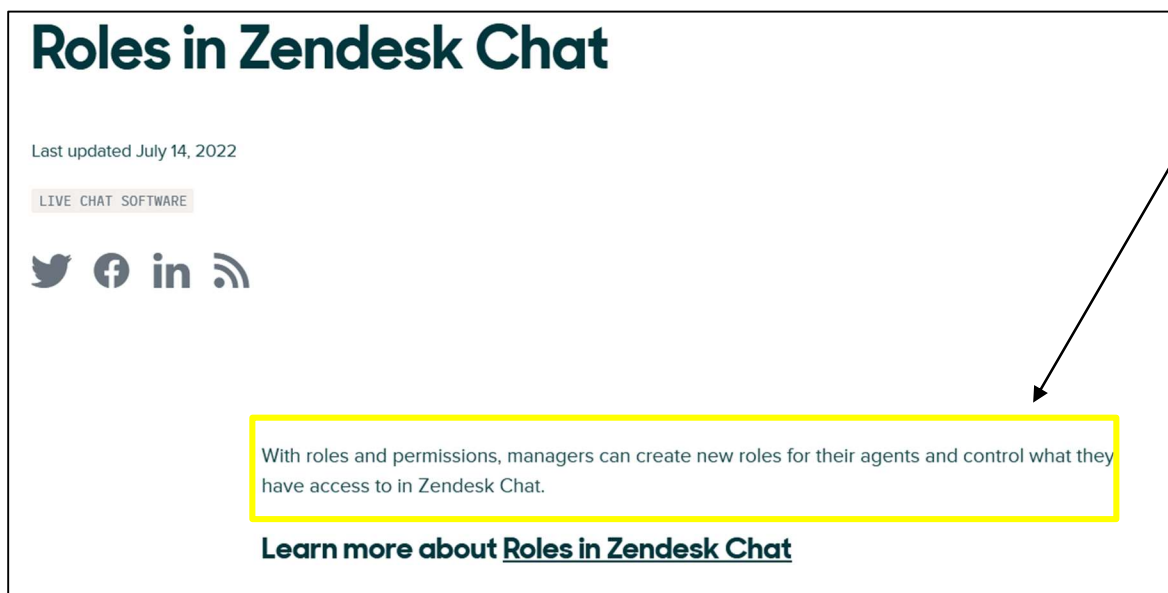 Roles in Zendesk Chat
Last updated July 14, 2022
LIVE CHAT SOFTWARE
With roles and permissions, managers can create new roles for their agents and control what they
have access to in Zendesk Chat.
Learn more about Roles in Zendesk Chat